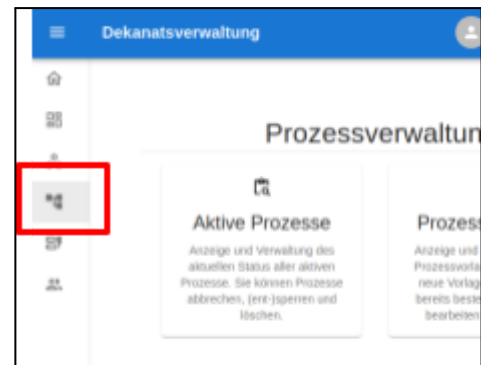 Dekanatsverwaltung
Prozessverwaltun
Aktive Prozesse
Anzeige und Verwaltung des
aktuellen Status aller aktiven
Prozesse. Sie können Prozesse
abbrechen, (ent-)sperren und
löschen.
Prozess
Anzeige und
Prozessvorla
neue Vorlag
bereits beste
bearbeiten